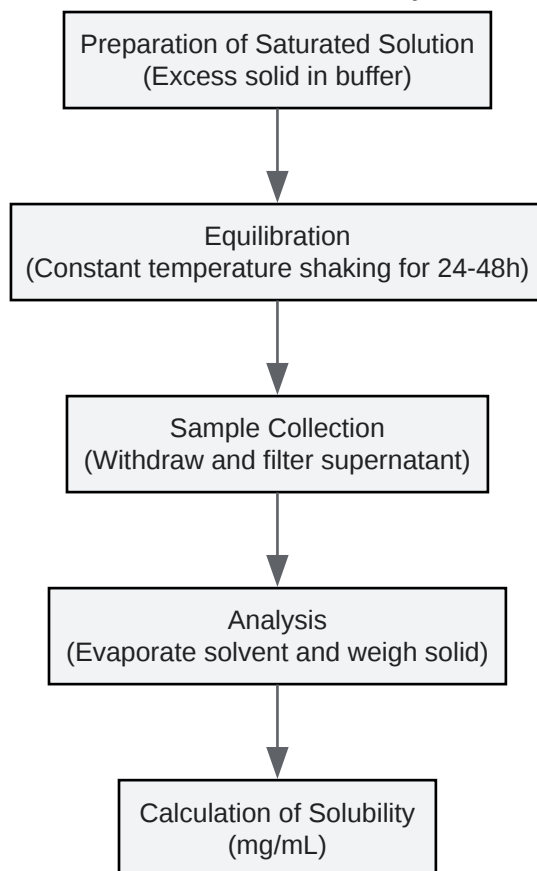 Preparation of Saturated Solution
(Excess solid in buffer)
Equilibration
(Constant temperature shaking for 24-48h)
Sample Collection
(Withdraw and filter supernatant)
Analysis
(Evaporate solvent and weigh solid)
Calculation of Solubility
(mg/mL)